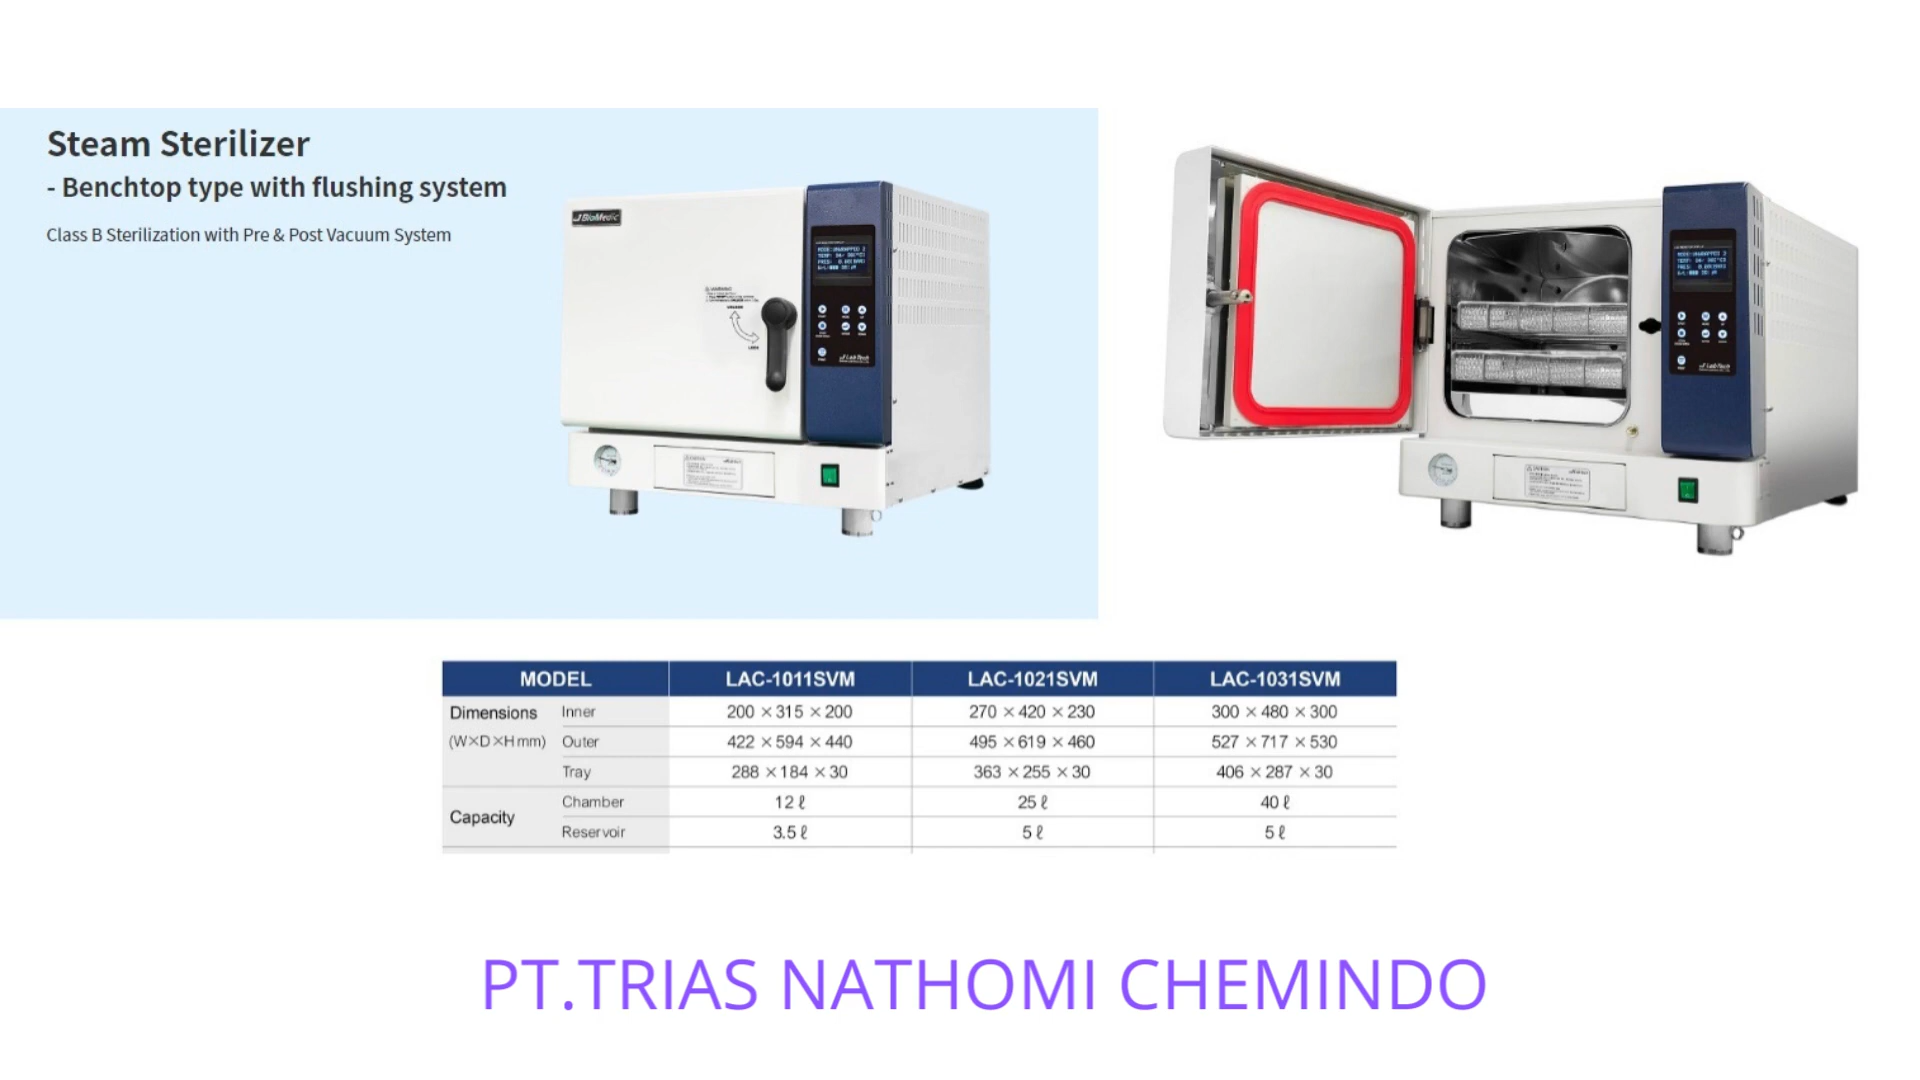 Steam Sterilizer
- Benchtop type with flushing system
Class B Sterilization with Pre & Post Vacuum System
J BioMedic
J LabTech
J LabTech
MODEL LAC-1011SVM LAC-1021SVM LAC-1031SVM
Dimensions Inner 200 × 315 × 200 270 × 420 × 230 300 × 480 × 300
(W×D×H mm) Outer 422 × 594 × 440 495 × 619 × 460 527 × 717 × 530
Tray 288 × 184 × 30 363 × 255 × 30 406 × 287 × 30
Capacity Chamber 12 ℓ 25 ℓ 40 ℓ
Reservoir 3.5 ℓ 5 ℓ 5 ℓ
PT.TRIAS NATHOMI CHEMINDO